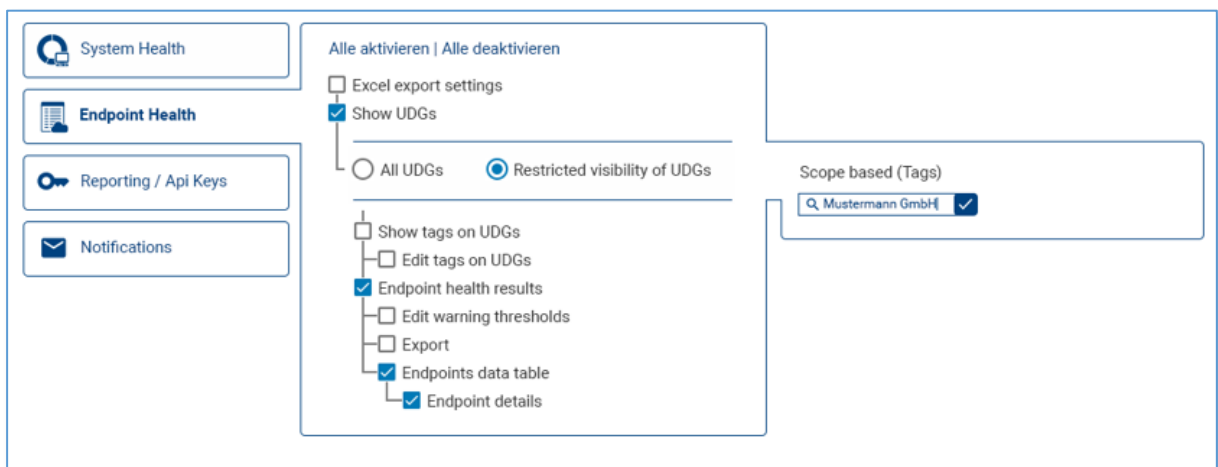 System Health
Endpoint Health
Reporting / Api Keys
Notifications
Alle aktivieren | Alle deaktivieren
Excel export settings
Show UDGs
All UDGs
Restricted visibility of UDGs
Show tags on UDGs
Edit tags on UDGs
Endpoint health results
Edit warning thresholds
Export
Endpoints data table
Endpoint details
Scope based (Tags)
Mustermann GmbH